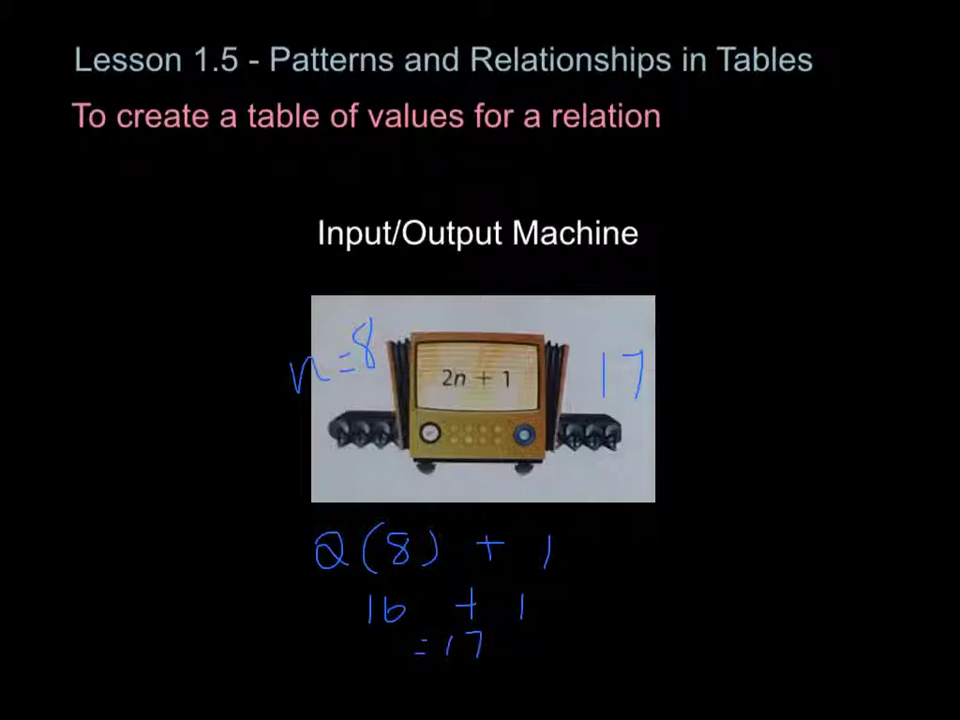 Lesson 1.5 - Patterns and Relationships in Tables
To create a table of values for a relation
Input/Output Machine
n=8
2n + 1
17
2(8) + 1
16 + 1
=17